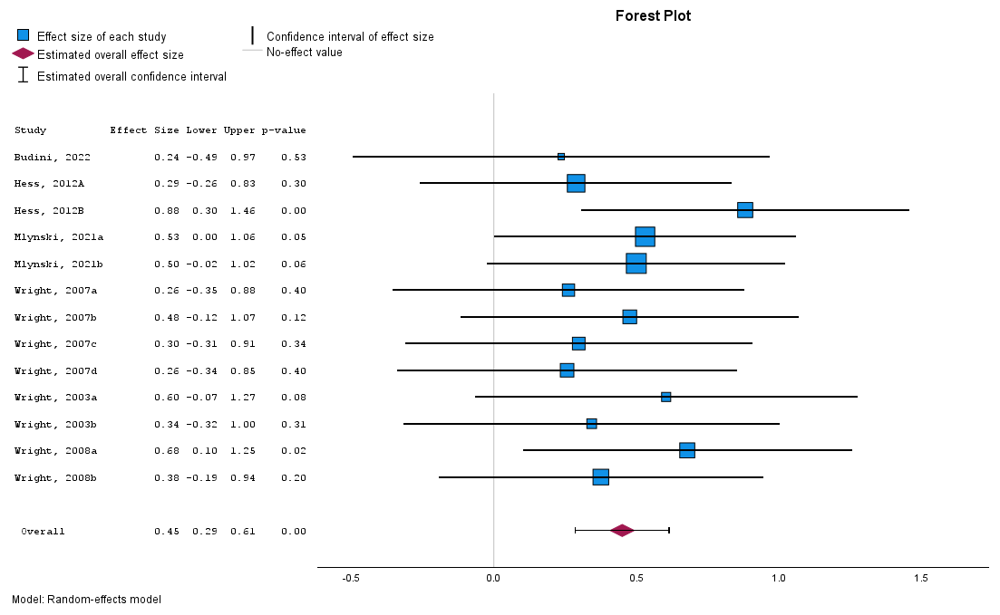 Forest Plot
Effect size of each study
Confidence interval of effect size
Estimated overall effect size
No-effect value
Estimated overall confidence interval
Study Effect Size Lower Upper p-value
Budini, 2022 0.24 -0.49 0.97 0.53
Hess, 2012A 0.29 -0.26 0.83 0.30
Hess, 2012B 0.88 0.30 1.46 0.00
Mlynski, 2021a 0.53 0.00 1.06 0.05
Mlynski, 2021b 0.50 -0.02 1.02 0.06
Wright, 2007a 0.26 -0.35 0.88 0.40
Wright, 2007b 0.48 -0.12 1.07 0.12
Wright, 2007c 0.30 -0.31 0.91 0.34
Wright, 2007d 0.26 -0.34 0.85 0.40
Wright, 2003a 0.60 -0.07 1.27 0.08
Wright, 2003b 0.34 -0.32 1.00 0.31
Wright, 2008a 0.68 0.10 1.25 0.02
Wright, 2008b 0.38 -0.19 0.94 0.20
Overall 0.45 0.29 0.61 0.00
-0.5 0.0 0.5 1.0 1.5
Model: Random-effects model